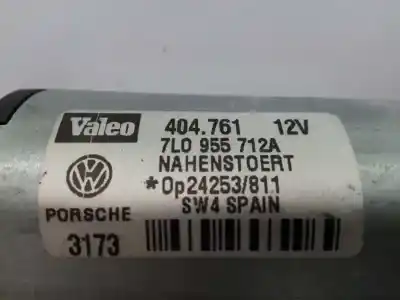 Valeo 404.761 12V
7L0 955 712A
NAHENSTOERT
*Op24253/811
PORSCHE SW4 SPAIN
3173